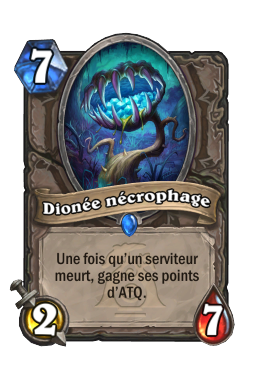 7
Dionée nécrophage
Une fois qu'un serviteur
meurt, gagne ses points
d'ATQ.
2
7